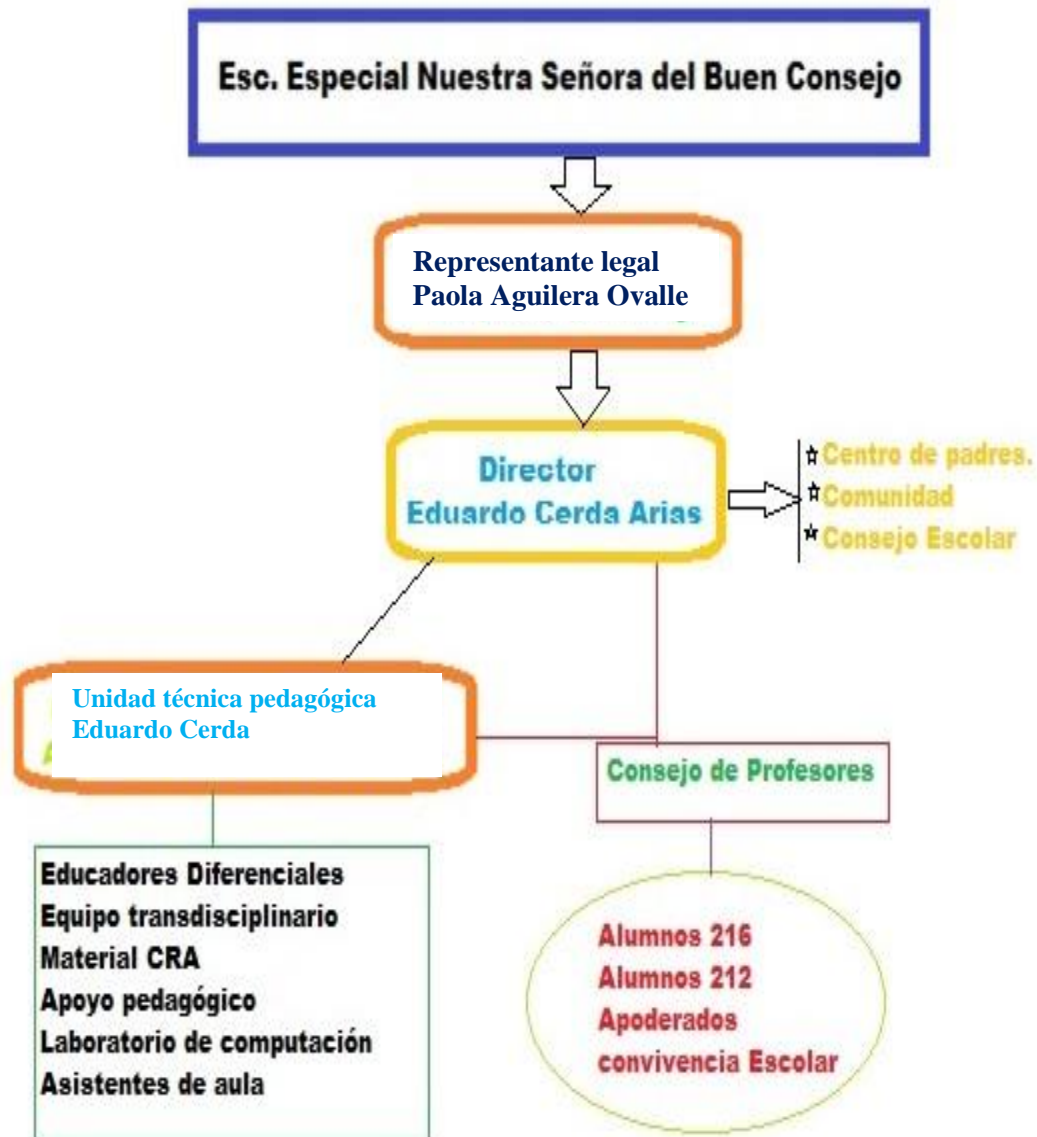 Esc. Especial Nuestra Señora del Buen Consejo
Representante legal
Paola Aguilera Ovalle
Director
Eduardo Cerda Arias
Centro de padres.
Comunidad
Consejo Escolar
Unidad técnica pedagógica
Eduardo Cerda
Consejo de Profesores
Educadores Diferenciales
Equipo transdisciplinario
Material CRA
Apoyo pedagógico
Laboratorio de computación
Asistentes de aula
Alumnos 216
Alumnos 212
Apoderados
convivencia Escolar